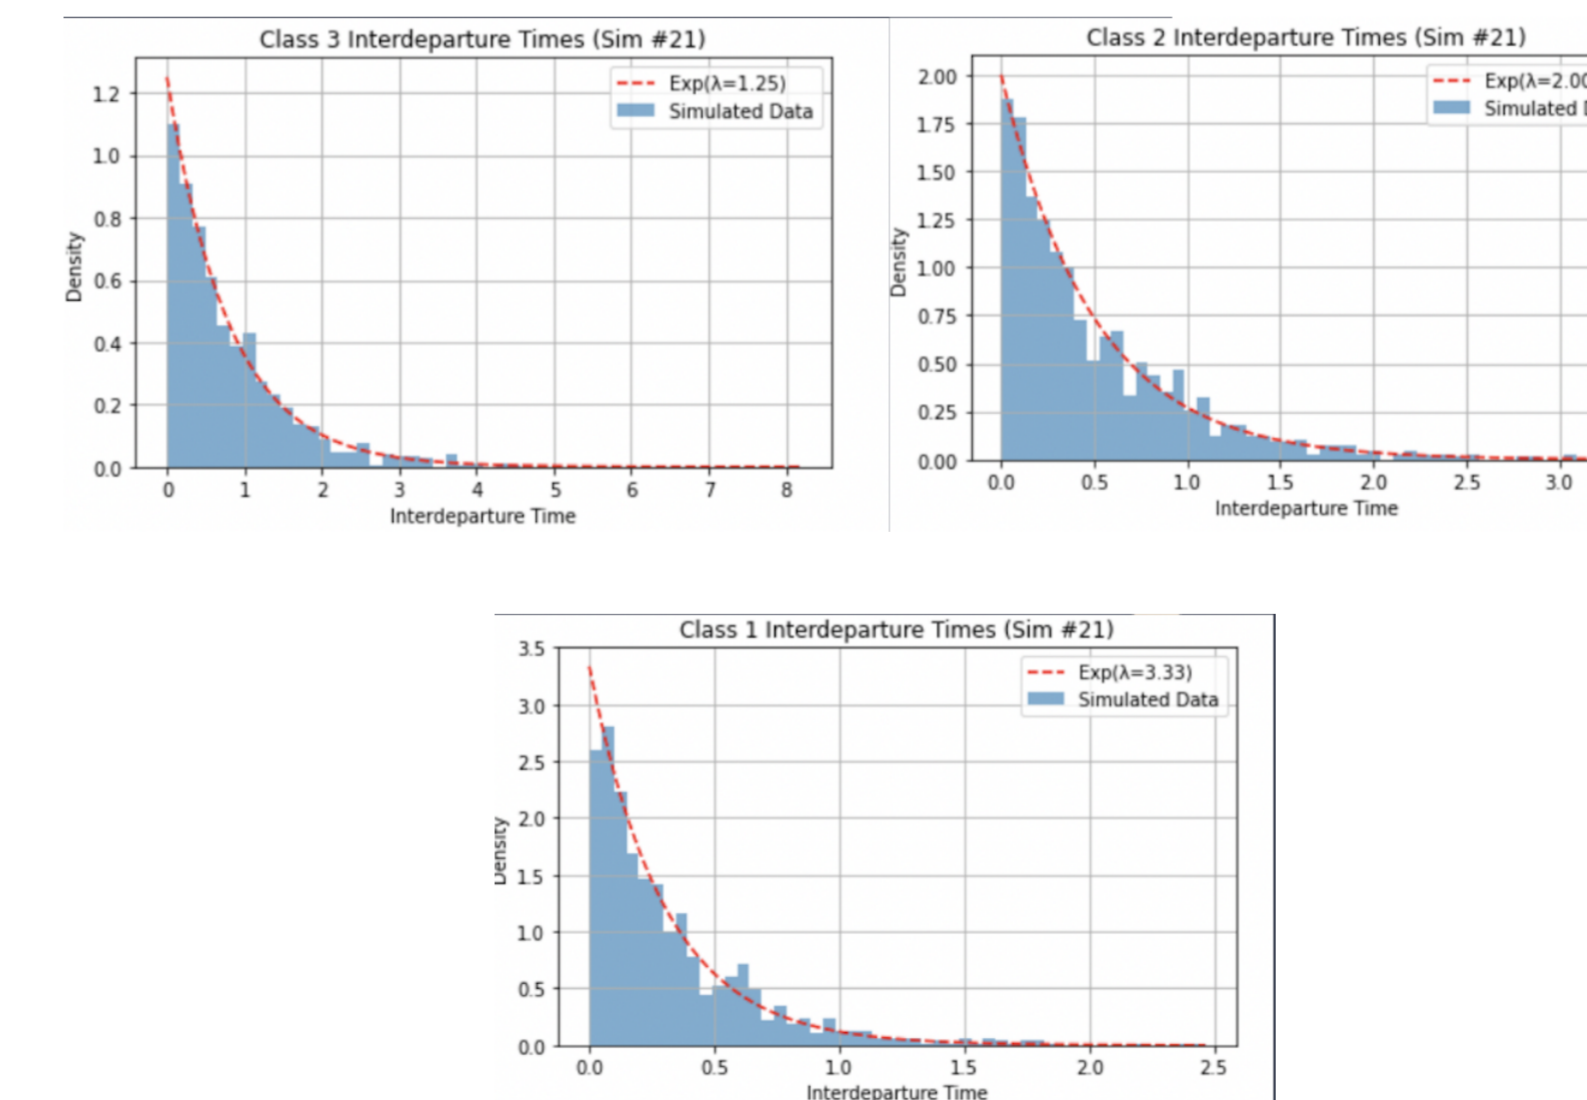 Class 3 Interdeparture Times (Sim #21)
Exp(λ=1.25)
Simulated Data
1.2
1.0
0.8
0.6
0.4
0.2
0.0
Density
0 1 2 3 4 5 6 7 8
Interdeparture Time
Class 2 Interdeparture Times (Sim #21)
Exp(λ=2.00
Simulated
2.00
1.75
1.50
1.25
1.00
0.75
0.50
0.25
0.00
Density
0.0 0.5 1.0 1.5 2.0 2.5 3.0
Interdeparture Time
Class 1 Interdeparture Times (Sim #21)
Exp(λ=3.33)
Simulated Data
3.5
3.0
2.5
2.0
1.5
1.0
0.5
0.0
Density
0.0 0.5 1.0 1.5 2.0 2.5
Interdeparture Time